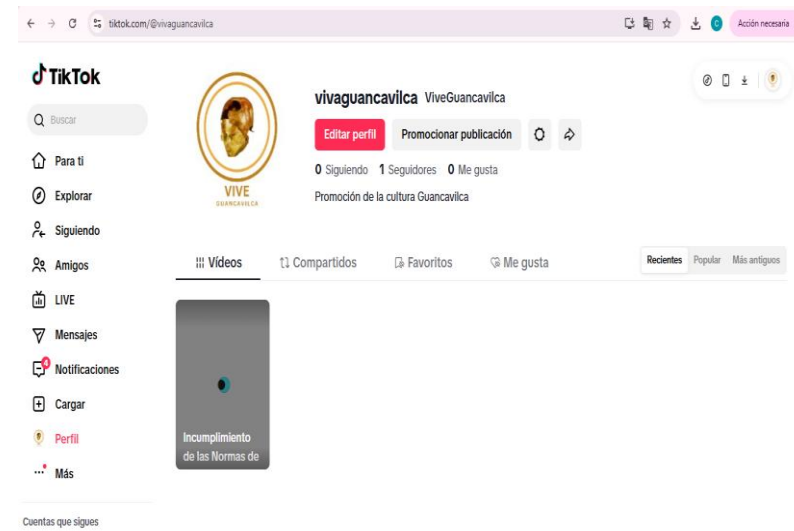 tiktok.com/@vivaguancavilca
C
Acción necesaria
TikTok
Buscar
Para ti
Explorar
Siguiendo
Amigos
LIVE
Mensajes
4
Notificaciones
Cargar
Perfil
Más
Cuentas que sigues
VIVE
GUANCAVILCA
vivaguancavilca ViveGuancavilca
Editar perfil Promocionar publicación
0 Siguiendo 1 Seguidores 0 Me gusta
Promoción de la cultura Guancavilca
Vídeos Compartidos Favoritos Me gusta
Recientes Popular Más antiguos
Incumplimiento
de las Normas de